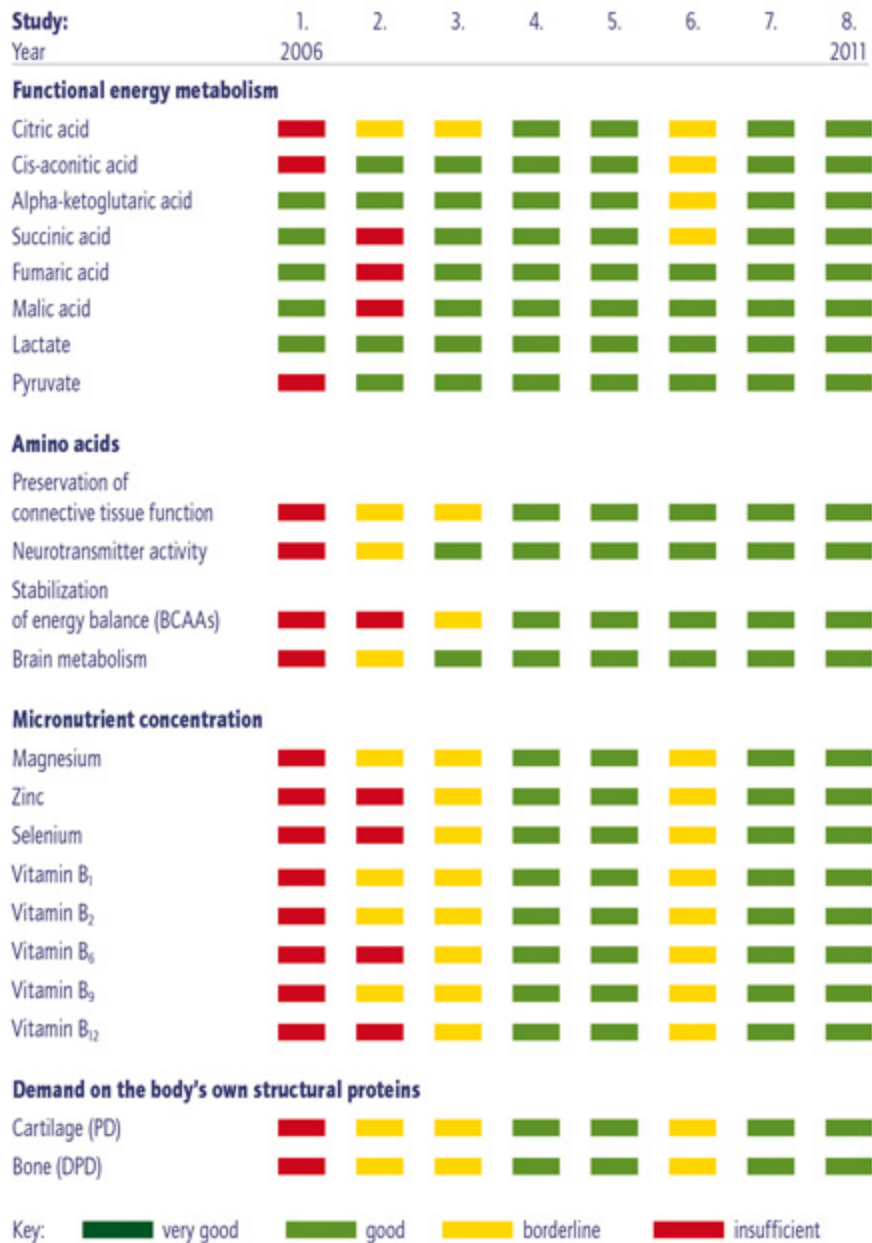 Study: 1. 2. 3. 4. 5. 6. 7. 8.
Year 2006 2011
Functional energy metabolism
Citric acid
Cis-aconitic acid
Alpha-ketoglutaric acid
Succinic acid
Fumaric acid
Malic acid
Lactate
Pyruvate
Amino acids
Preservation of
connective tissue function
Neurotransmitter activity
Stabilization
of energy balance (BCAAs)
Brain metabolism
Micronutrient concentration
Magnesium
Zinc
Selenium
Vitamin B₁
Vitamin B₂
Vitamin B₆
Vitamin B₉
Vitamin B₁₂
Demand on the body's own structural proteins
Cartilage (PD)
Bone (DPD)
Key: very good good borderline insufficient